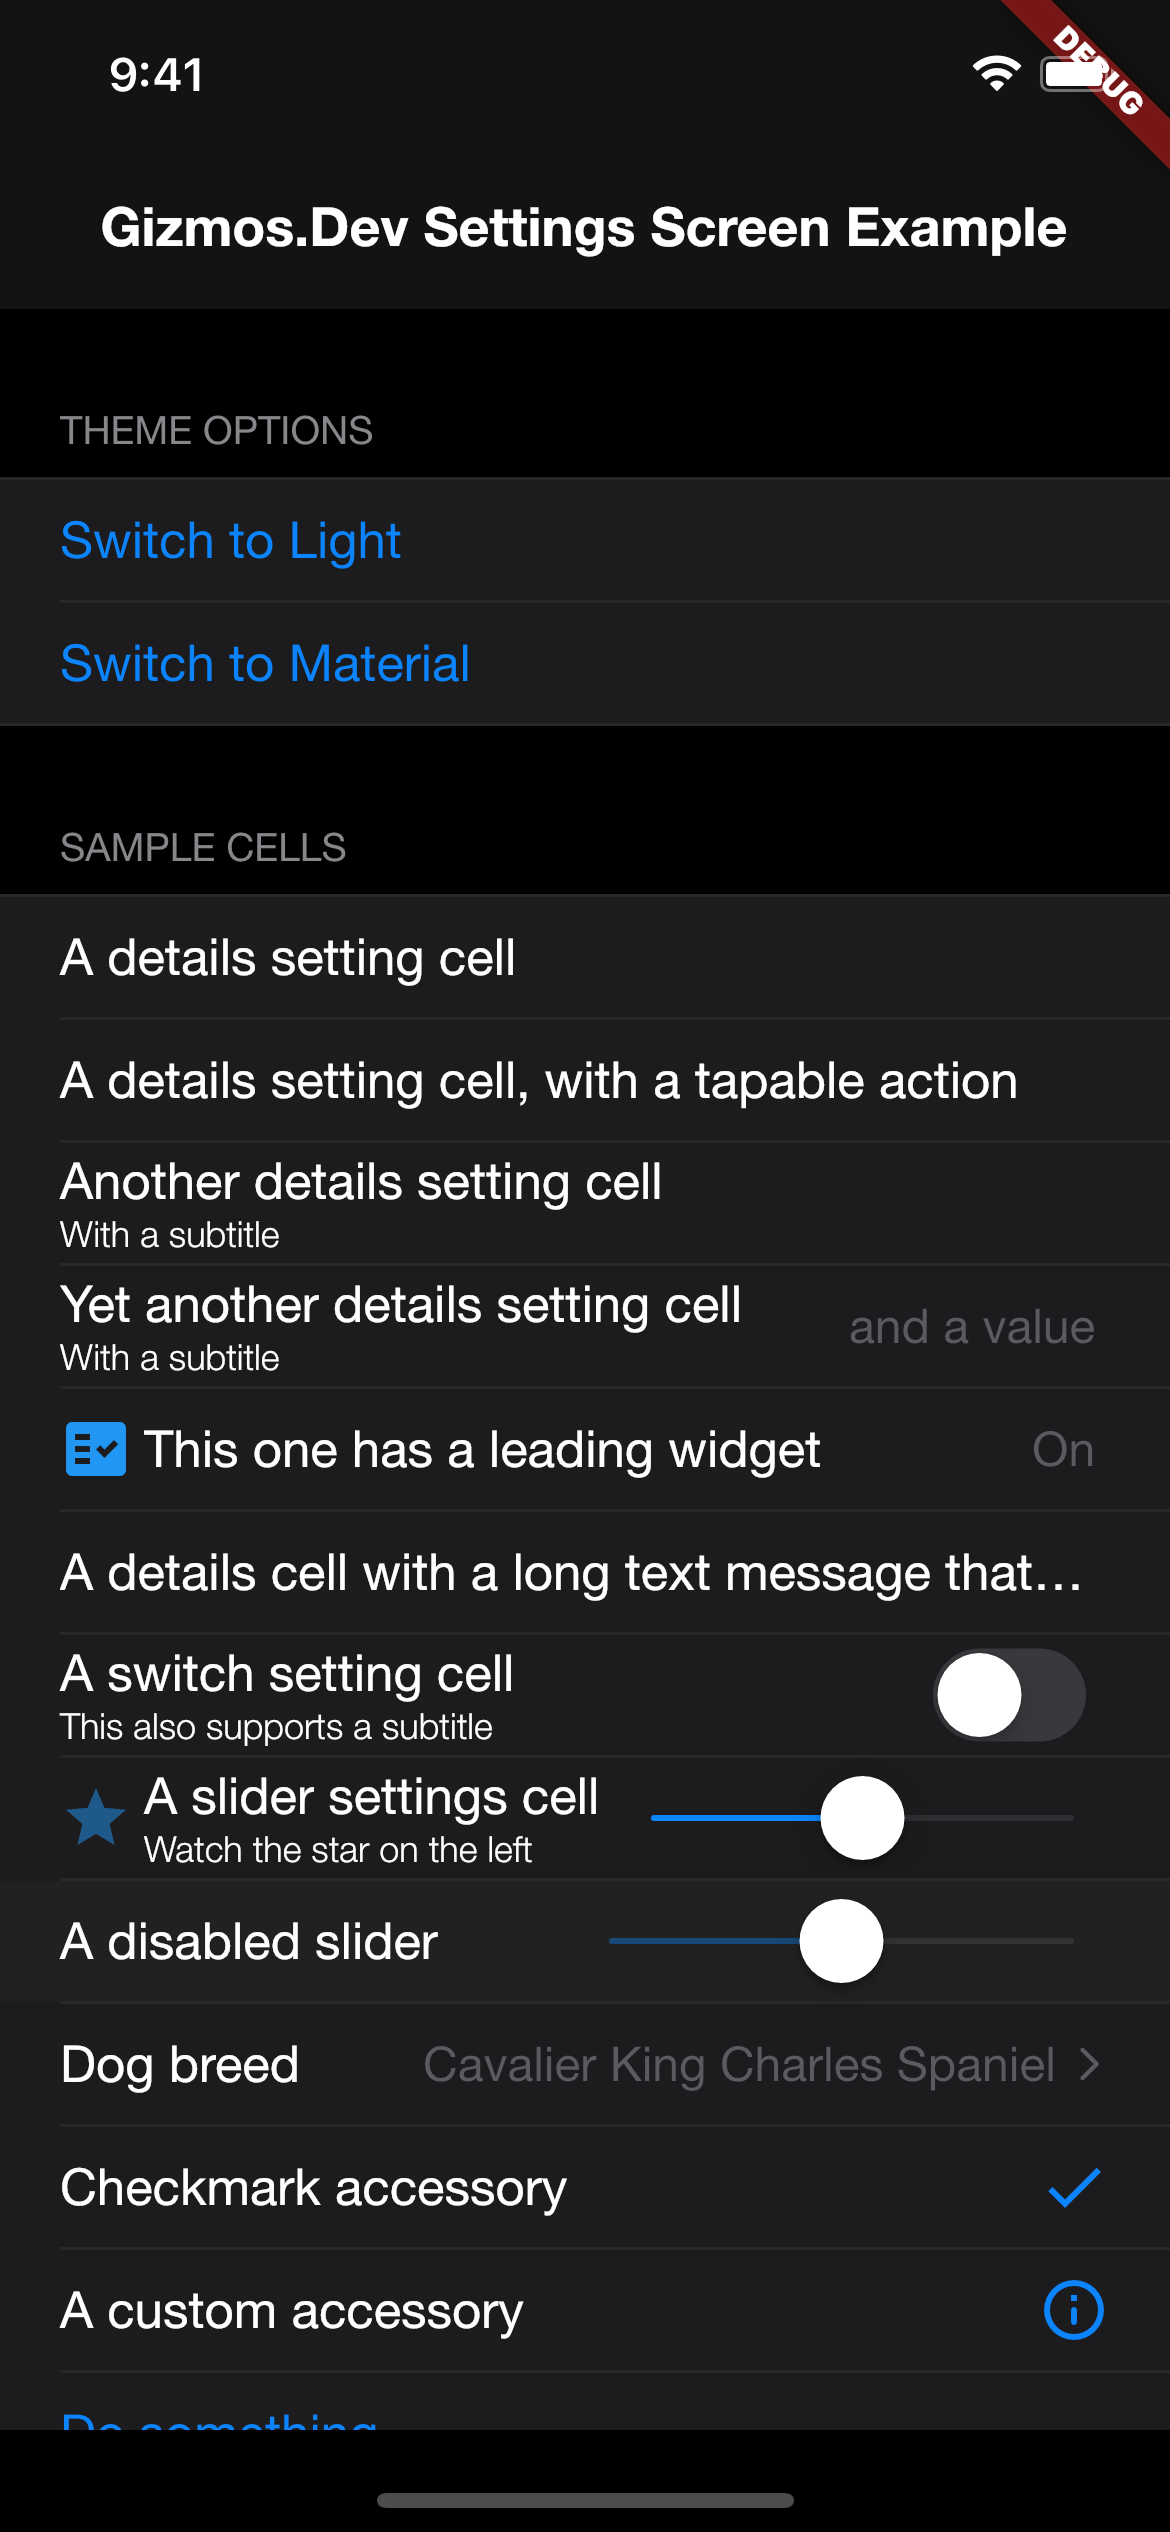 9:41
DEBUG
Gizmos.Dev Settings Screen Example
THEME OPTIONS
Switch to Light
Switch to Material
SAMPLE CELLS
A details setting cell
A details setting cell, with a tapable action
Another details setting cell
With a subtitle
Yet another details setting cell
With a subtitle
and a value
This one has a leading widget
On
A details cell with a long text message that…
A switch setting cell
This also supports a subtitle
A slider settings cell
Watch the star on the left
A disabled slider
Dog breed
Cavalier King Charles Spaniel
Checkmark accessory
A custom accessory
Do something